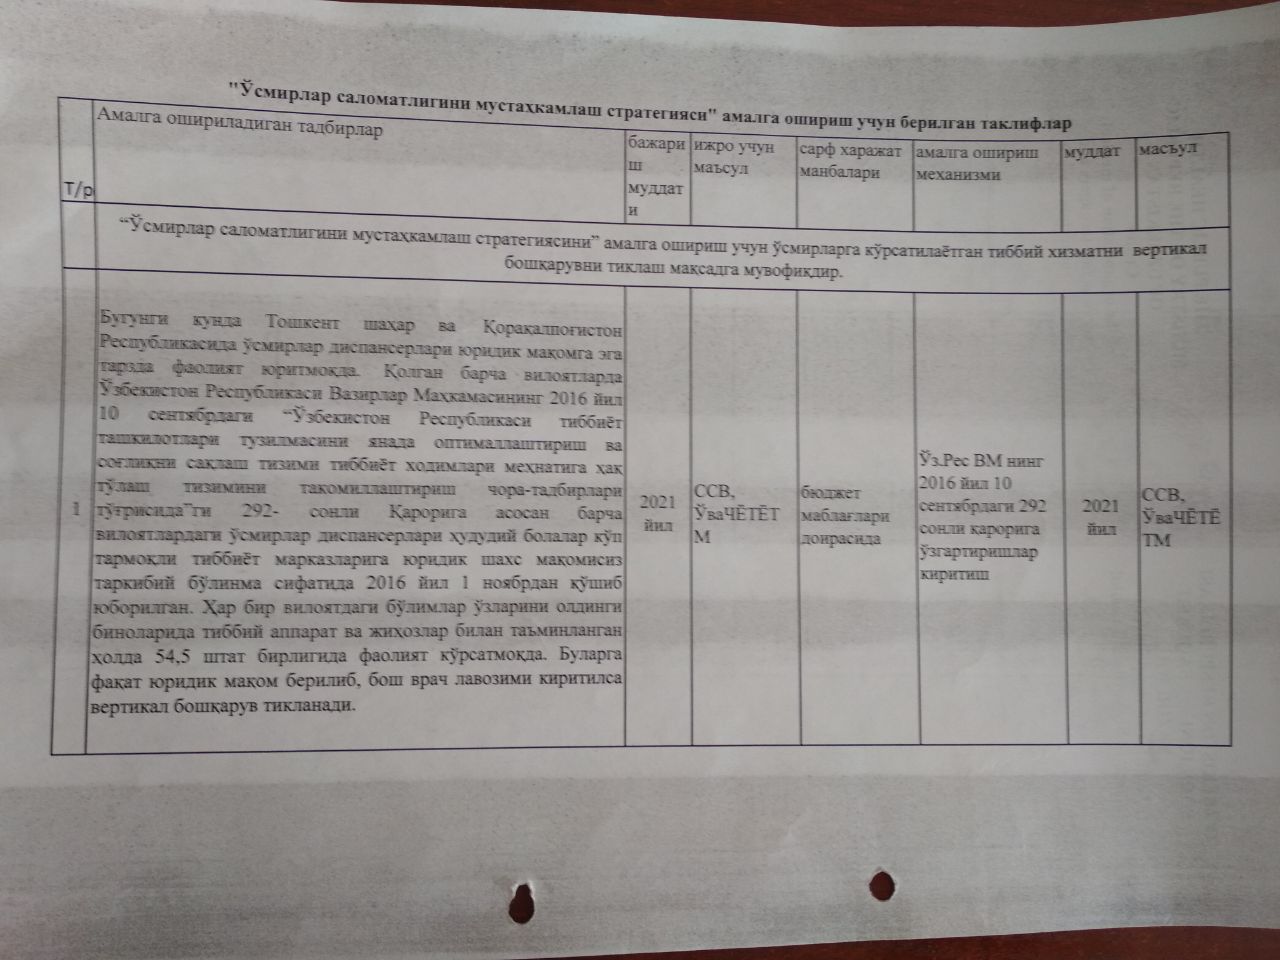 "Ўсмирлар саломатлигини мустаҳкамлаш стратегияси" амалга ошириш учун берилган таклифлар
Т/р
Амалга ошириладиган тадбирлар
бажари
ш
муддат
и
ижро учун
маъсул
сарф харажат
манбалари
амалга ошириш
механизми
муддат
масъул
“Ўсмирлар саломатлигини мустаҳкамлаш стратегиясини” амалга ошириш учун ўсмирларга кўрсатилаётган тиббий хизматни вертикал
бошқарувни тиклаш мақсадга мувофиқдир.
1
Бугунги кунда Тошкент шаҳар ва Қорақалпоғистон
Республикасида ўсмирлар диспансерлари юридик мақомга эга
тарзда фаолият юритмоқда. Қолган барча вилоятларда
Ўзбекистон Республикаси Вазирлар Маҳкамасининг 2016 йил
10 сентябрдаги “Ўзбекистон Республикаси тиббиёт
ташкилотлари тузилмасини янада оптималлаштириш ва
соғлиқни сақлаш тизими тиббиёт ходимлари меҳнатига ҳақ
тўлаш тизимини такомиллаштириш чора-тадбирлари
тўғрисида”ги 292- сонли Қарорига асосан барча
вилоятлардаги ўсмирлар диспансерлари ҳудудий болалар кўп
тармоқли тиббиёт марказларига юридик шахс мақомисиз
таркибий бўлинма сифатида 2016 йил 1 ноябрдан қўшиб
юборилган. Ҳар бир вилоятдаги бўлимлар ўзларини олдинги
биноларида тиббий аппарат ва жиҳозлар билан таъминланган
ҳолда 54,5 штат бирлигида фаолият кўрсатмоқда. Буларга
фақат юридик мақом берилиб, бош врач лавозими киритилса
вертикал бошқарув тикланади.
2021
йил
ССВ,
ЎваЧЁТЁТ
М
бюджет
маблағлари
доирасида
Ўз.Рес ВМ нинг
2016 йил 10
сентябрдаги 292
сонли қарорига
ўзгартиришлар
киритиш
2021
йил
ССВ,
ЎваЧЁТЁ
ТМ